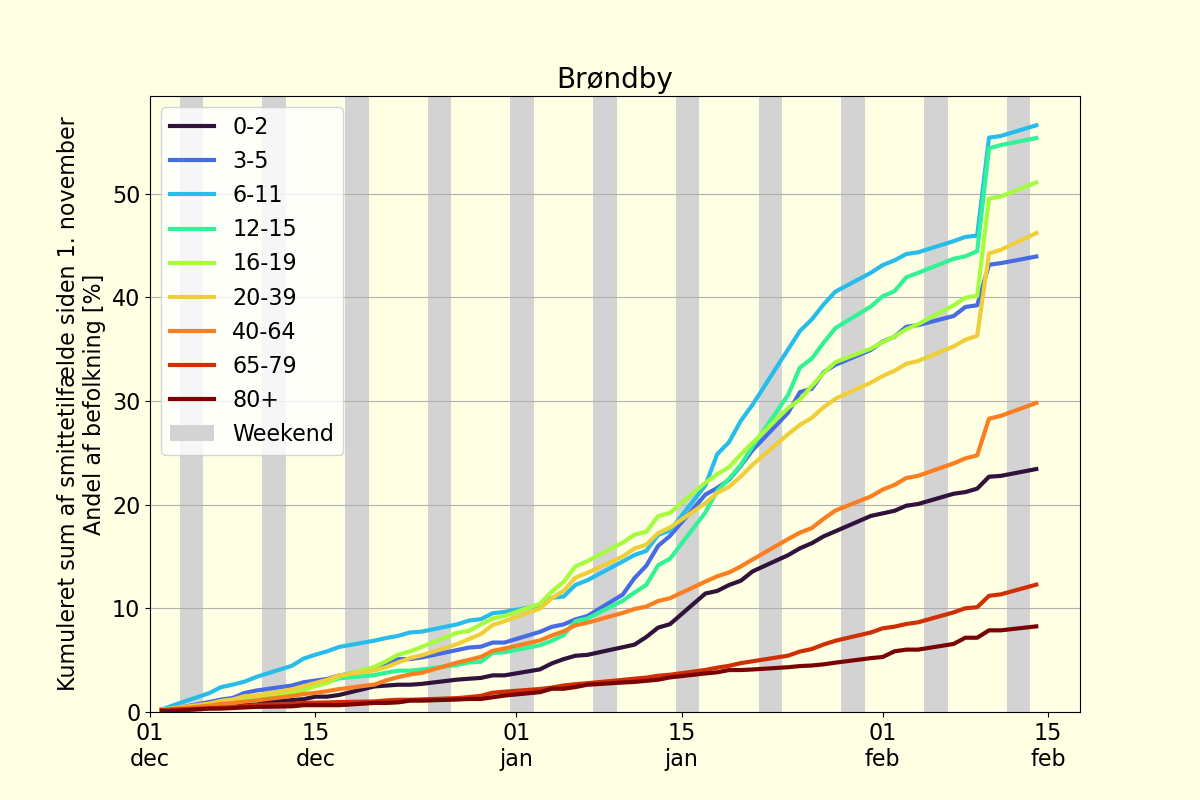 Brøndby
Kumuleret sum af smittetilfælde siden 1. november
Andel af befolkning [%]
0-2
3-5
6-11
12-15
16-19
20-39
40-64
65-79
80+
Weekend
50
40
30
20
10
0
01
dec
15
dec
01
jan
15
jan
01
feb
15
feb